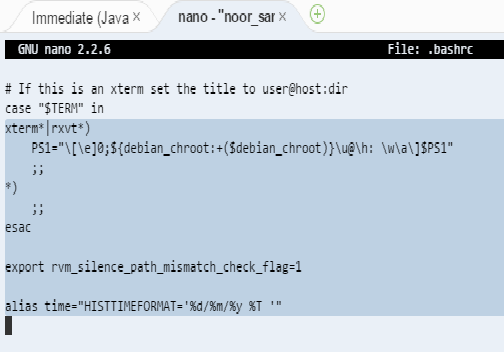 Immediate (Java ×
nano - "noor_sar ×
GNU nano 2.2.6 File: .bashrc
# If this is an xterm set the title to user@host:dir
case "$TERM" in
xterm*|rxvt*)
    PS1="\[\e]0;${debian_chroot:+($debian_chroot)}\u@\h: \w\a\]$PS1"
    ;;
*)
    ;;
esac
export rvm_silence_path_mismatch_check_flag=1
alias time="HISTTIMEFORMAT='%d/%m/%y %T '"